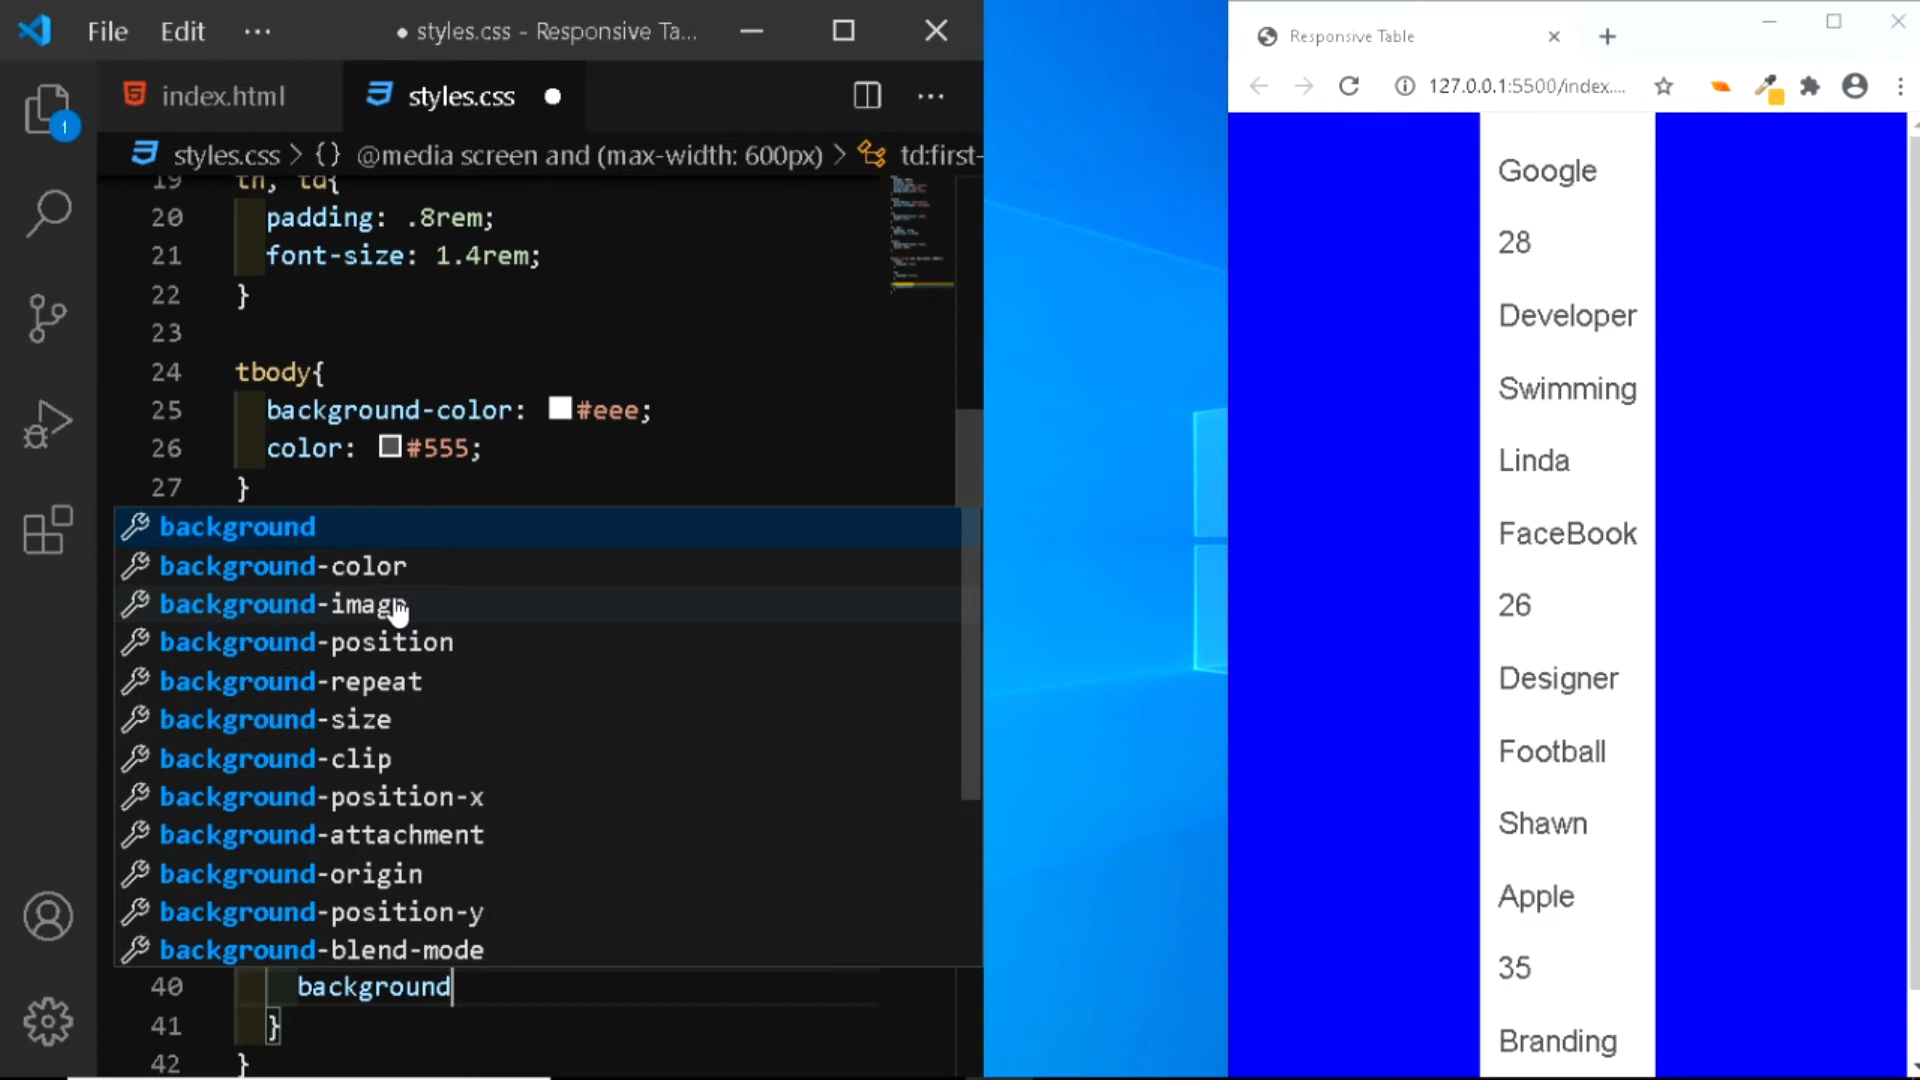 File Edit ··· ● styles.css - Responsive Ta...
index.html styles.css ●
styles.css > {} @media screen and (max-width: 600px) > td:first-
19 th, td{
20 padding: .8rem;
21 font-size: 1.4rem;
22 }
23
24 tbody{
25 background-color: #eee;
26 color: #555;
27 }
background
background-color
background-image
background-position
background-repeat
background-size
background-clip
background-position-x
background-attachment
background-origin
background-position-y
background-blend-mode
40 background
41 }
42 }
1
Responsive Table
127.0.0.1:5500/index....
Google
28
Developer
Swimming
Linda
FaceBook
26
Designer
Football
Shawn
Apple
35
Branding